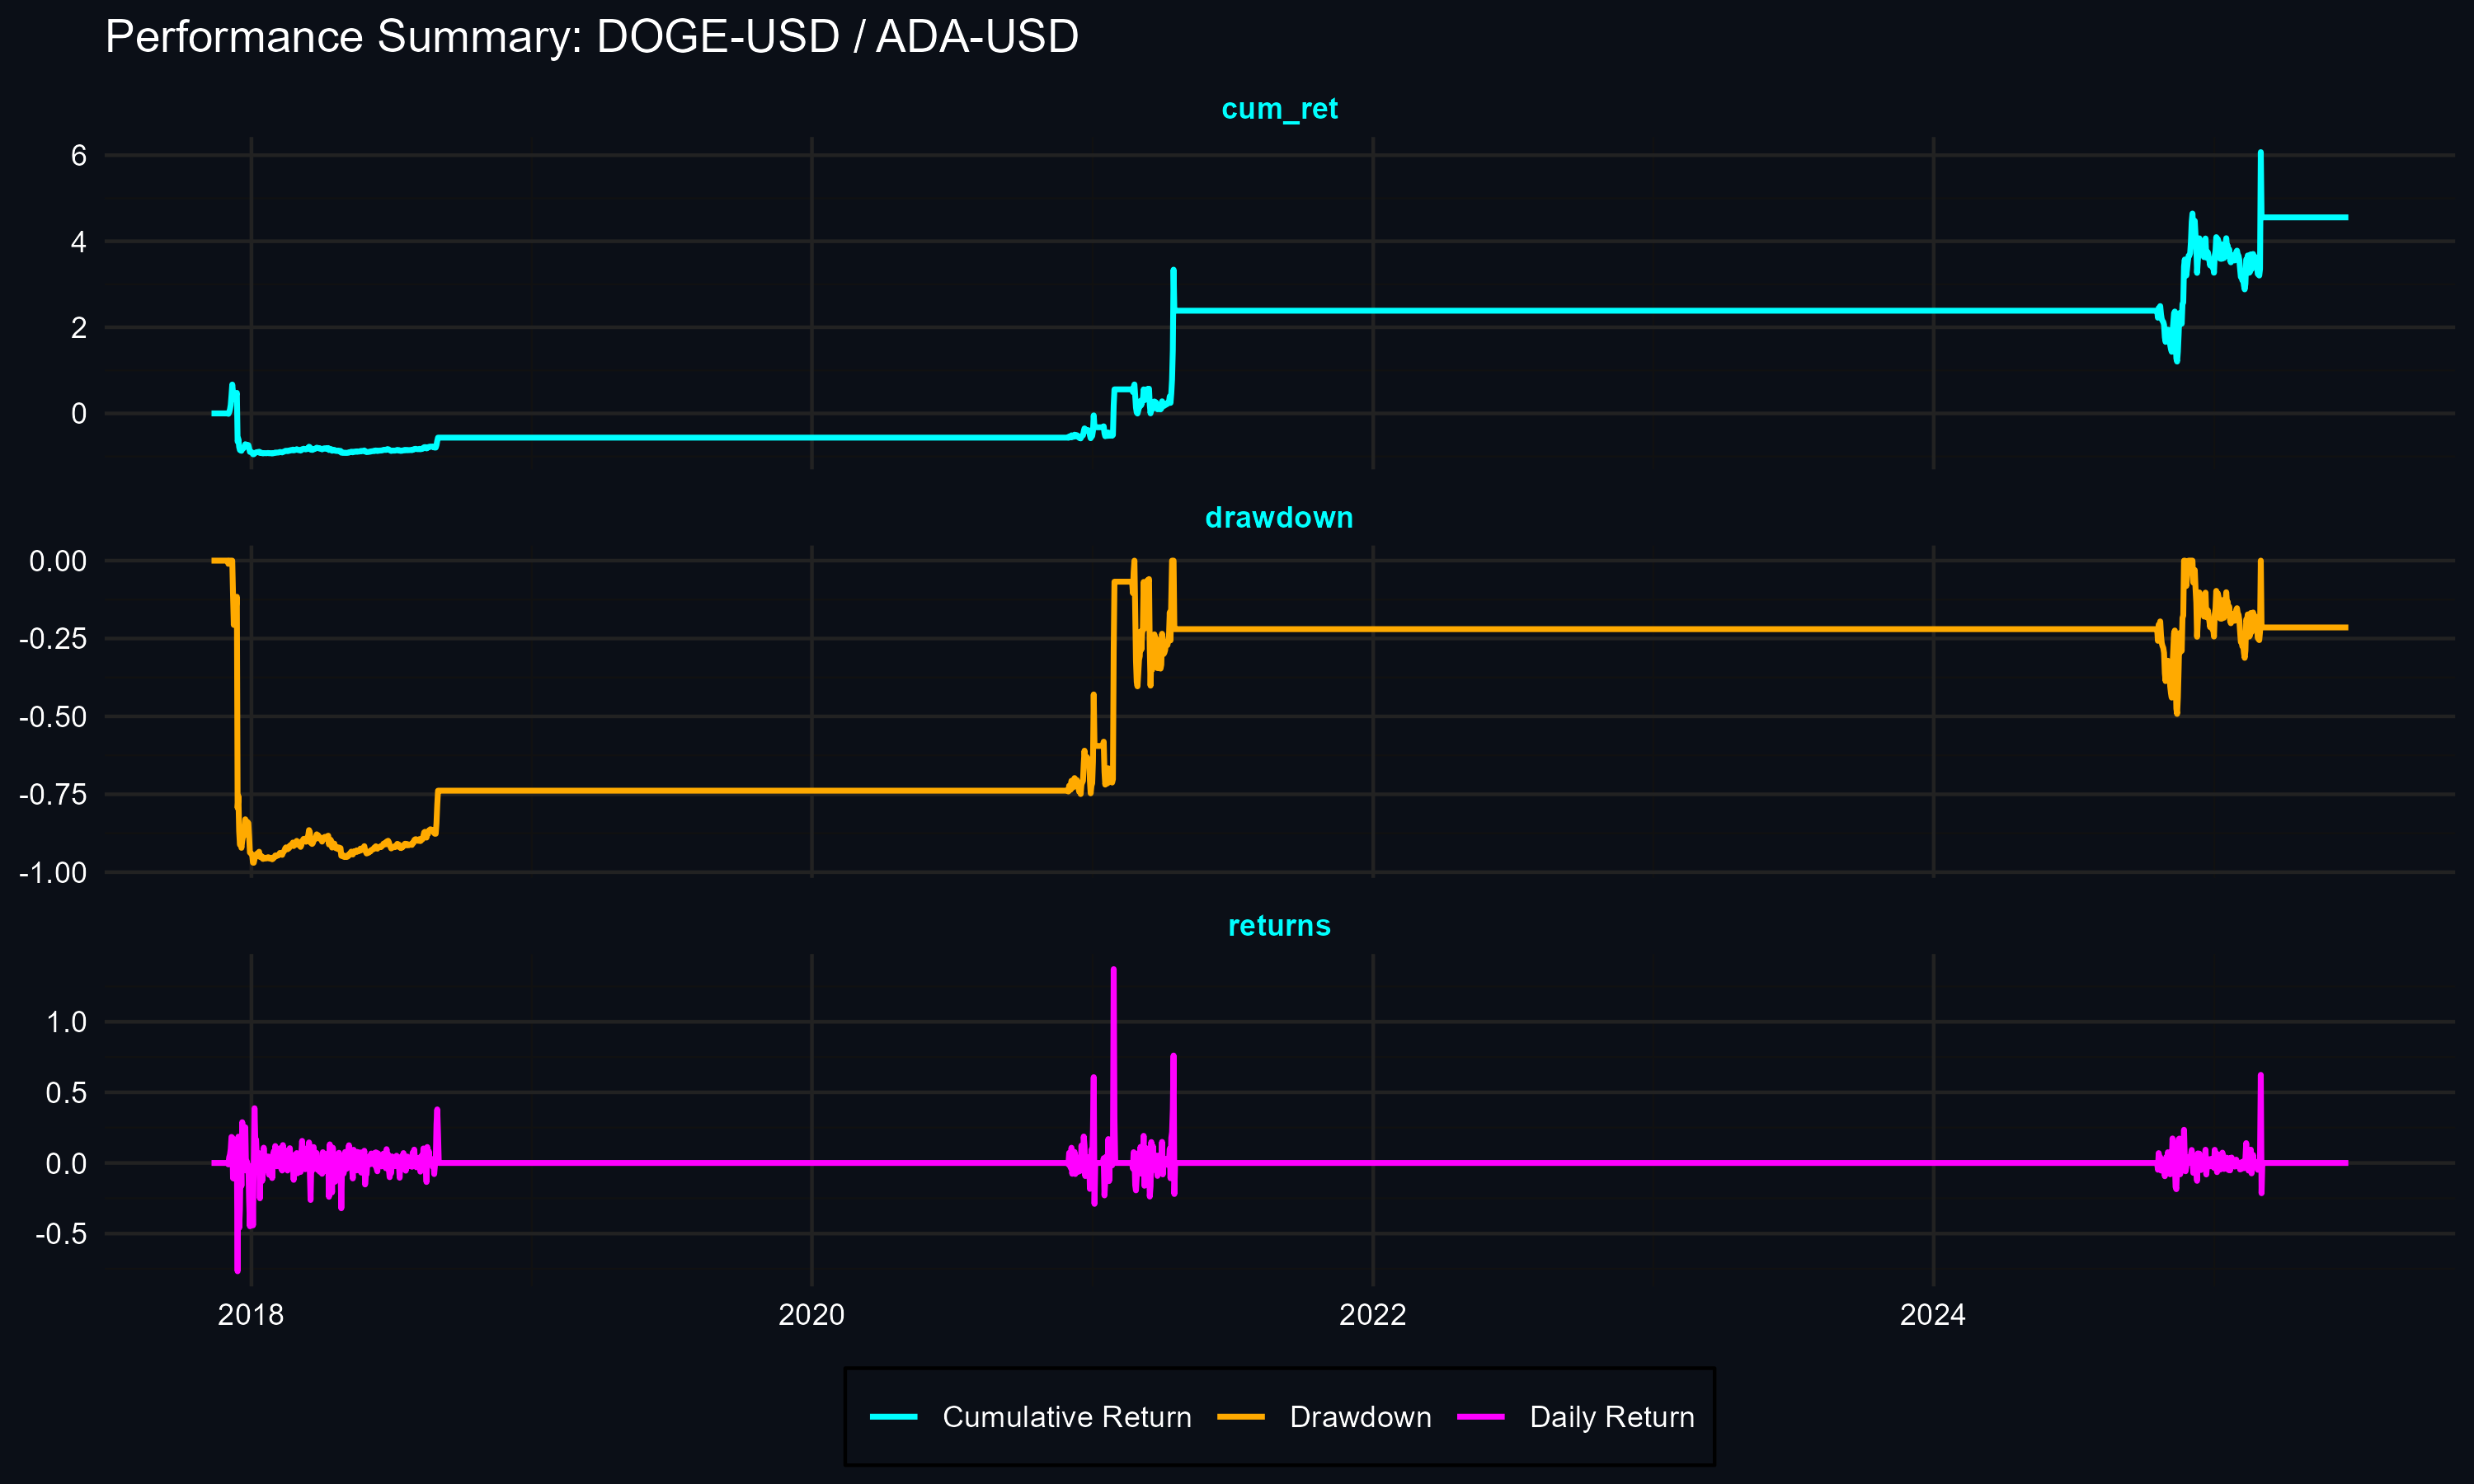 Performance Summary: DOGE-USD / ADA-USD
cum_ret
6
4
2
0
drawdown
0.00
-0.25
-0.50
-0.75
-1.00
returns
1.0
0.5
0.0
-0.5
2018 2020 2022 2024
Cumulative Return Drawdown Daily Return